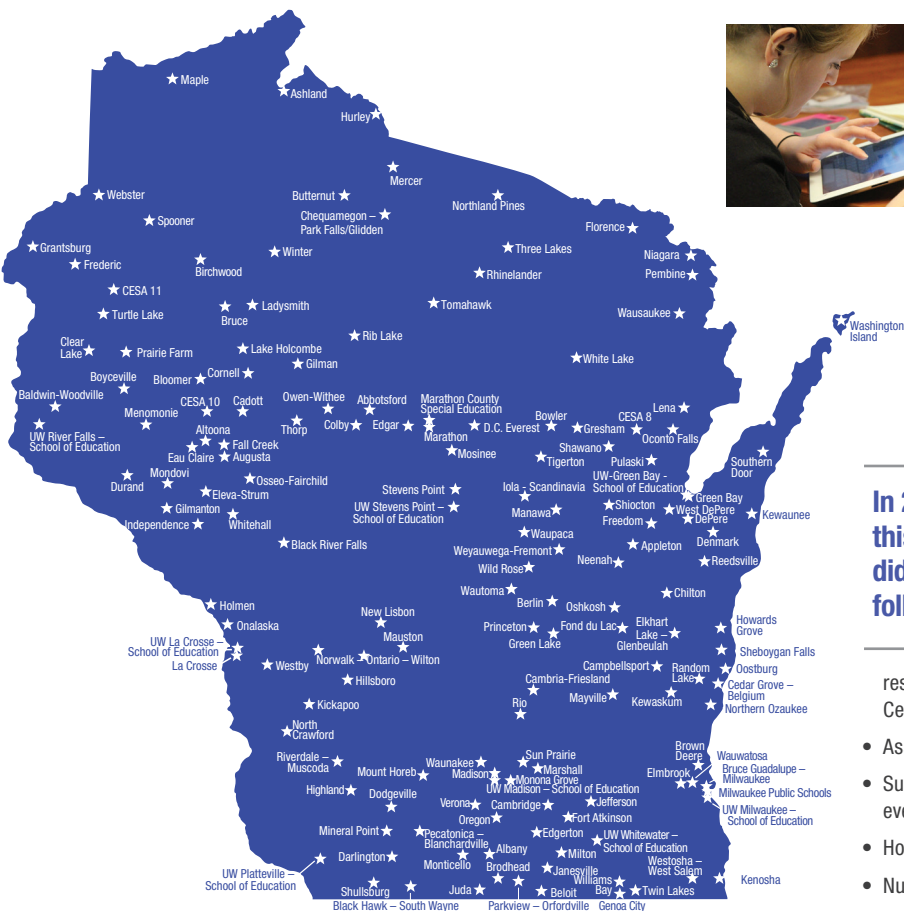 Maple
Ashland
Hurley
Mercer
Webster
Butternut
Northland Pines
Spooner
Chequamegon –
Park Falls/Glidden
Florence
Grantsburg
Winter
Three Lakes
Niagara
Frederic
Birchwood
Rhinelander
Pembine
CESA 11
Ladysmith
Tomahawk
Turtle Lake
Bruce
Wausaukee
Washington
Island
Rib Lake
Clear
Lake
Prairie Farm
Lake Holcombe
White Lake
Gilman
Boyceville
Bloomer
Cornell
Baldwin-Woodville
CESA 10
Cadott
Owen-Withee
Abbotsford
Marathon County
Special Education
Bowler
CESA 8
Lena
Menomonie
Thorp
Colby
Edgar
Marathon
D.C. Everest
Gresham
Oconto Falls
UW River Falls –
School of Education
Altoona
Fall Creek
Eau Claire
Augusta
Mosinee
Shawano
Tigerton
Pulaski
Southern
Door
Durand
Mondovi
Osseo-Fairchild
UW-Green Bay -
School of Education
Eleva-Strum
Stevens Point
Iola - Scandinavia
Green Bay
Gilmanton
UW Stevens Point –
School of Education
Manawa
Shiocton
West DePere
DePere
Kewaunee
Independence
Whitehall
Freedom
Denmark
Waupaca
Black River Falls
Weyauwega-Fremont
Appleton
Wild Rose
Neenah
Reedsville
Wautoma
Chilton
Holmen
Berlin
Oshkosh
Onalaska
New Lisbon
Princeton
Fond du Lac
Elkhart
Lake –
Glenbeulah
Howards
Grove
UW La Crosse –
School of Education
Mauston
Green Lake
Sheboygan Falls
La Crosse
Westby
Norwalk – Ontario – Wilton
Campbellsport
Random
Lake
Oostburg
Hillsboro
Cambria-Friesland
Mayville
Kewaskum
Cedar Grove –
Belgium
Kickapoo
Rio
Northern Ozaukee
North
Crawford
Riverdale –
Muscoda
Waunakee
Sun Prairie
Brown
Deere
Wauwatosa
Mount Horeb
Madison
Marshall
Monona Grove
Elmbrook
Bruce Guadalupe –
Milwaukee
Highland
UW Madison – School of Education
Milwaukee Public Schools
Dodgeville
Verona
Cambridge
Jefferson
UW Milwaukee –
School of Education
Oregon
Fort Atkinson
Mineral Point
Pecatonica –
Blanchardville
Edgerton
UW Whitewater –
School of Education
Darlington
Albany
Milton
Monticello
Brodhead
Janesville
Westosha –
West Salem
UW Platteville –
School of Education
Shullsburg
Juda
Beloit
Williams
Bay
Twin Lakes
Kenosha
Black Hawk – South Wayne
Parkview – Orfordville
Genoa City
In 2
this
did
foll
res
Ce
• As
• Su
eve
• Ho
• Nu